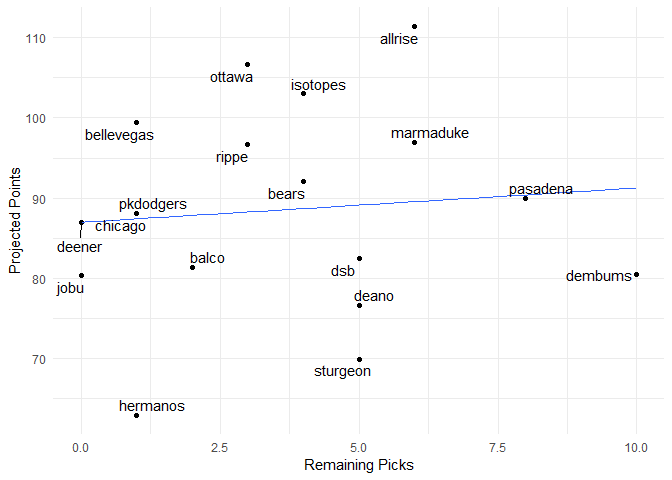 110
allrise
ottawa
isotopes
100
bellevegas
marmaduke
rippe
Projected Points
90
bears
pasadena
pkdodgers
chicago
deener
balco
80
jobu
dsb
dembums
deano
70
sturgeon
hermanos
0.0
2.5
5.0
7.5
10.0
Remaining Picks